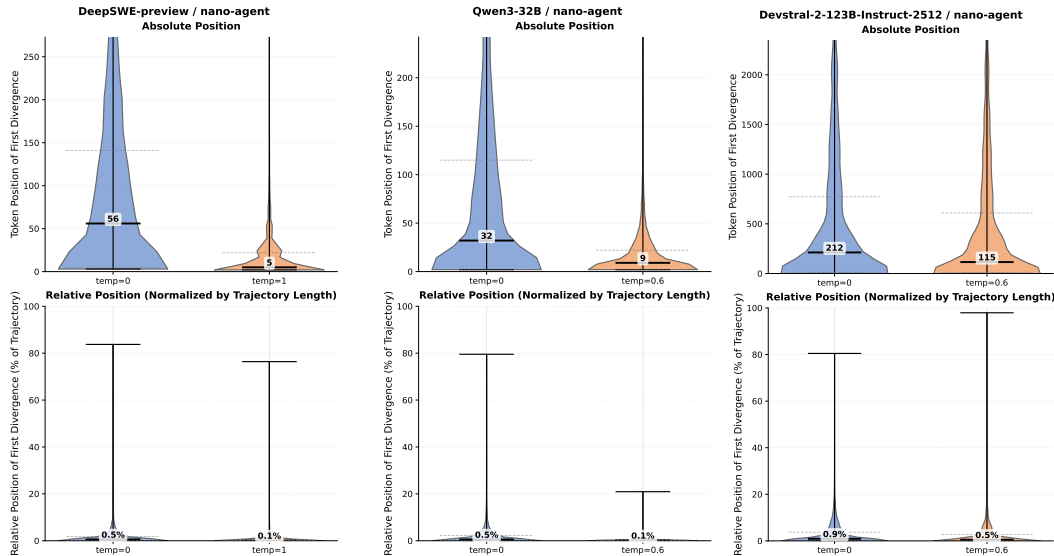 DeepSWE-preview / nano-agent
Absolute Position
Token Position of First Divergence
250
200
150
100
50
0
56
5
temp=0
temp=1
Qwen3-32B / nano-agent
Absolute Position
Token Position of First Divergence
200
150
100
50
0
32
9
temp=0
temp=0.6
Devstral-2-123B-Instruct-2512 / nano-agent
Absolute Position
Token Position of First Divergence
2000
1500
1000
500
0
212
115
temp=0
temp=0.6
Relative Position (Normalized by Trajectory Length)
Relative Position of First Divergence (% of Trajectory)
100
80
60
40
20
0
0.5%
0.1%
temp=0
temp=1
Relative Position (Normalized by Trajectory Length)
Relative Position of First Divergence (% of Trajectory)
100
80
60
40
20
0
0.5%
0.1%
temp=0
temp=0.6
Relative Position (Normalized by Trajectory Length)
Relative Position of First Divergence (% of Trajectory)
100
80
60
40
20
0
0.9%
0.5%
temp=0
temp=0.6